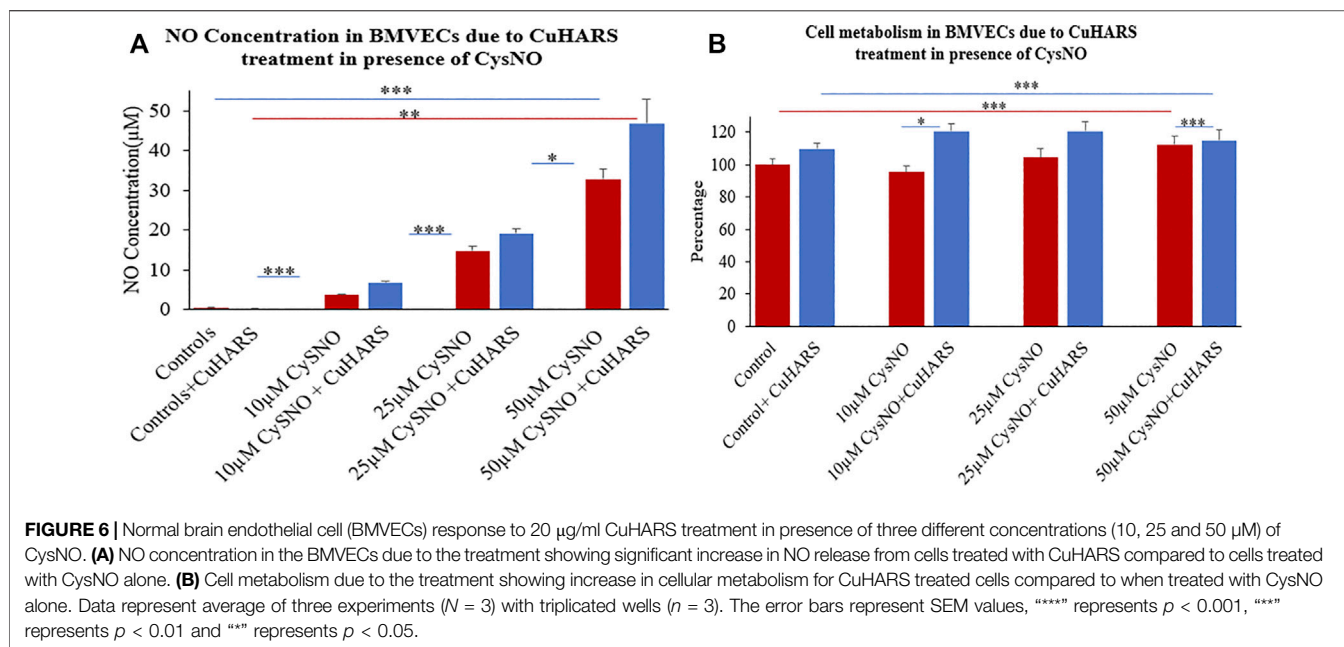 A
NO Concentration in BMVECs due to CuHARS
treatment in presence of CysNO
NO Concentration(µM)
50
40
30
20
10
0
***
**
*
***
***
Controls
Controls+CuHARS
10µM CySNO
10µM CySNO + CuHARS
25µM CySNO
25µM CySNO +CuHARS
50µM CySNO
50µM CySNO +CuHARS
B
Cell metabolism in BMVECs due to CuHARS
treatment in presence of CysNO
Percentage
120
100
80
60
40
20
0
***
***
*
***
Control
Control+ CuHARS
10µM CysNO
10µM CysNO+CuHARS
25µM CysNO
25µM CysNO+ CuHARS
50µM CysNO
50µM CysNO+CuHARS
FIGURE 6 | Normal brain endothelial cell (BMVECs) response to 20 µg/ml CuHARS treatment in presence of three different concentrations (10, 25 and 50 µM) of
CysNO. (A) NO concentration in the BMVECs due to the treatment showing significant increase in NO release from cells treated with CuHARS compared to cells treated
with CysNO alone. (B) Cell metabolism due to the treatment showing increase in cellular metabolism for CuHARS treated cells compared to when treated with CysNO
alone. Data represent average of three experiments (N = 3) with triplicated wells (n = 3). The error bars represent SEM values, “***” represents p < 0.001, “**”
represents p < 0.01 and “*” represents p < 0.05.